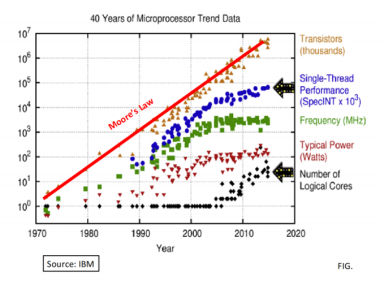 40 Years of Microprocessor Trend Data
10^7
10^6
10^5
10^4
10^3
10^2
10^1
10^0
1970
1980
1990
2000
2010
2020
Year
Moore's Law
Transistors
(thousands)
Single-Thread
Performance
(SpecINT x 10^3)
Frequency (MHz)
Typical Power
(Watts)
Number of
Logical Cores
Source: IBM
FIG.